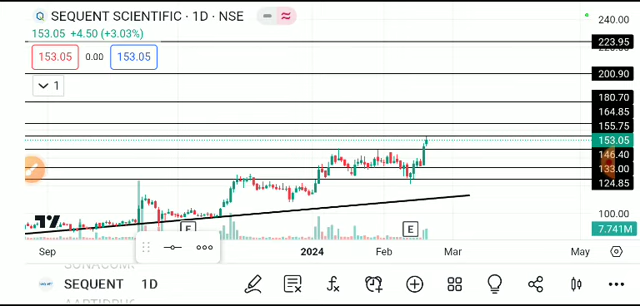 SEQUENT SCIENTIFIC · 1D · NSE
153.05 +4.50 (+3.03%)
153.05 0.00 153.05
1
240.00
223.95
200.90
180.70
164.85
155.75
153.05
146.40
133.00
124.85
100.00
7.741M
E E
Sep 2024 Feb Mar May
SEQUENT 1D